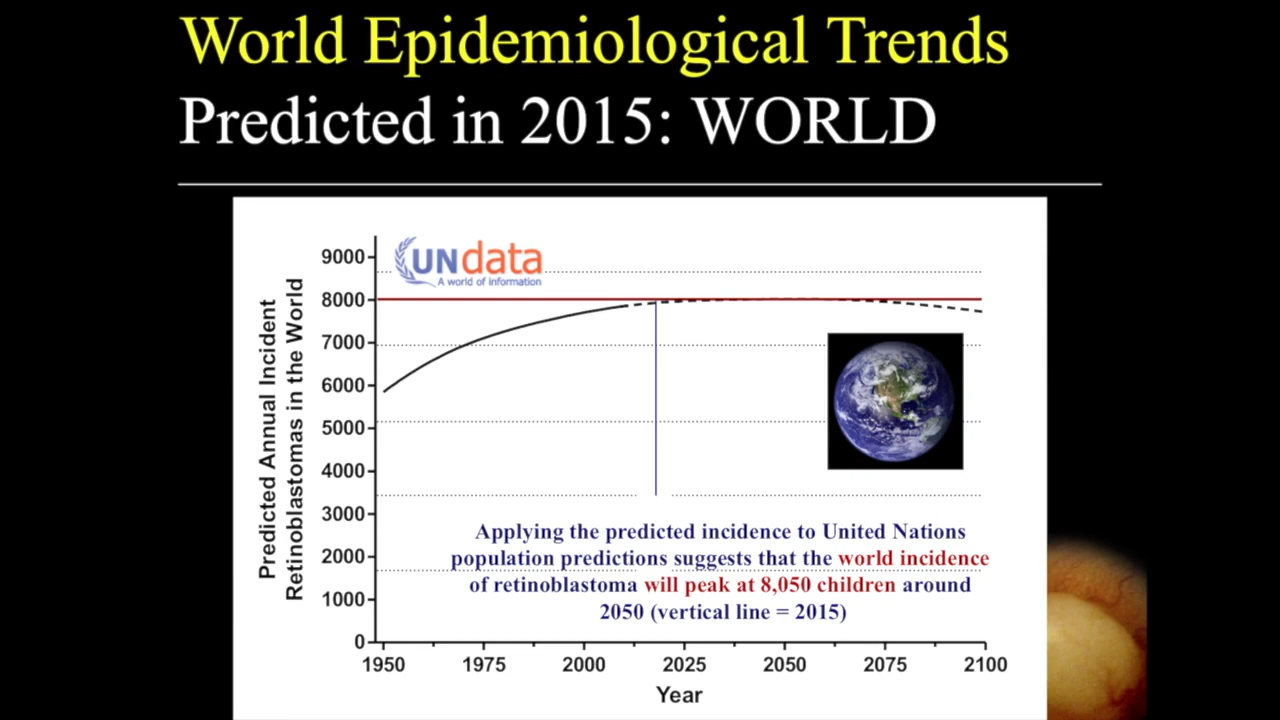 World Epidemiological Trends
Predicted in 2015: WORLD
UNdata
A world of information
Predicted Annual Incident
Retinoblastomas in the World
9000
8000
7000
6000
5000
4000
3000
2000
1000
0
Applying the predicted incidence to United Nations
population predictions suggests that the world incidence
of retinoblastoma will peak at 8,050 children around
2050 (vertical line = 2015)
1950 1975 2000 2025 2050 2075 2100
Year